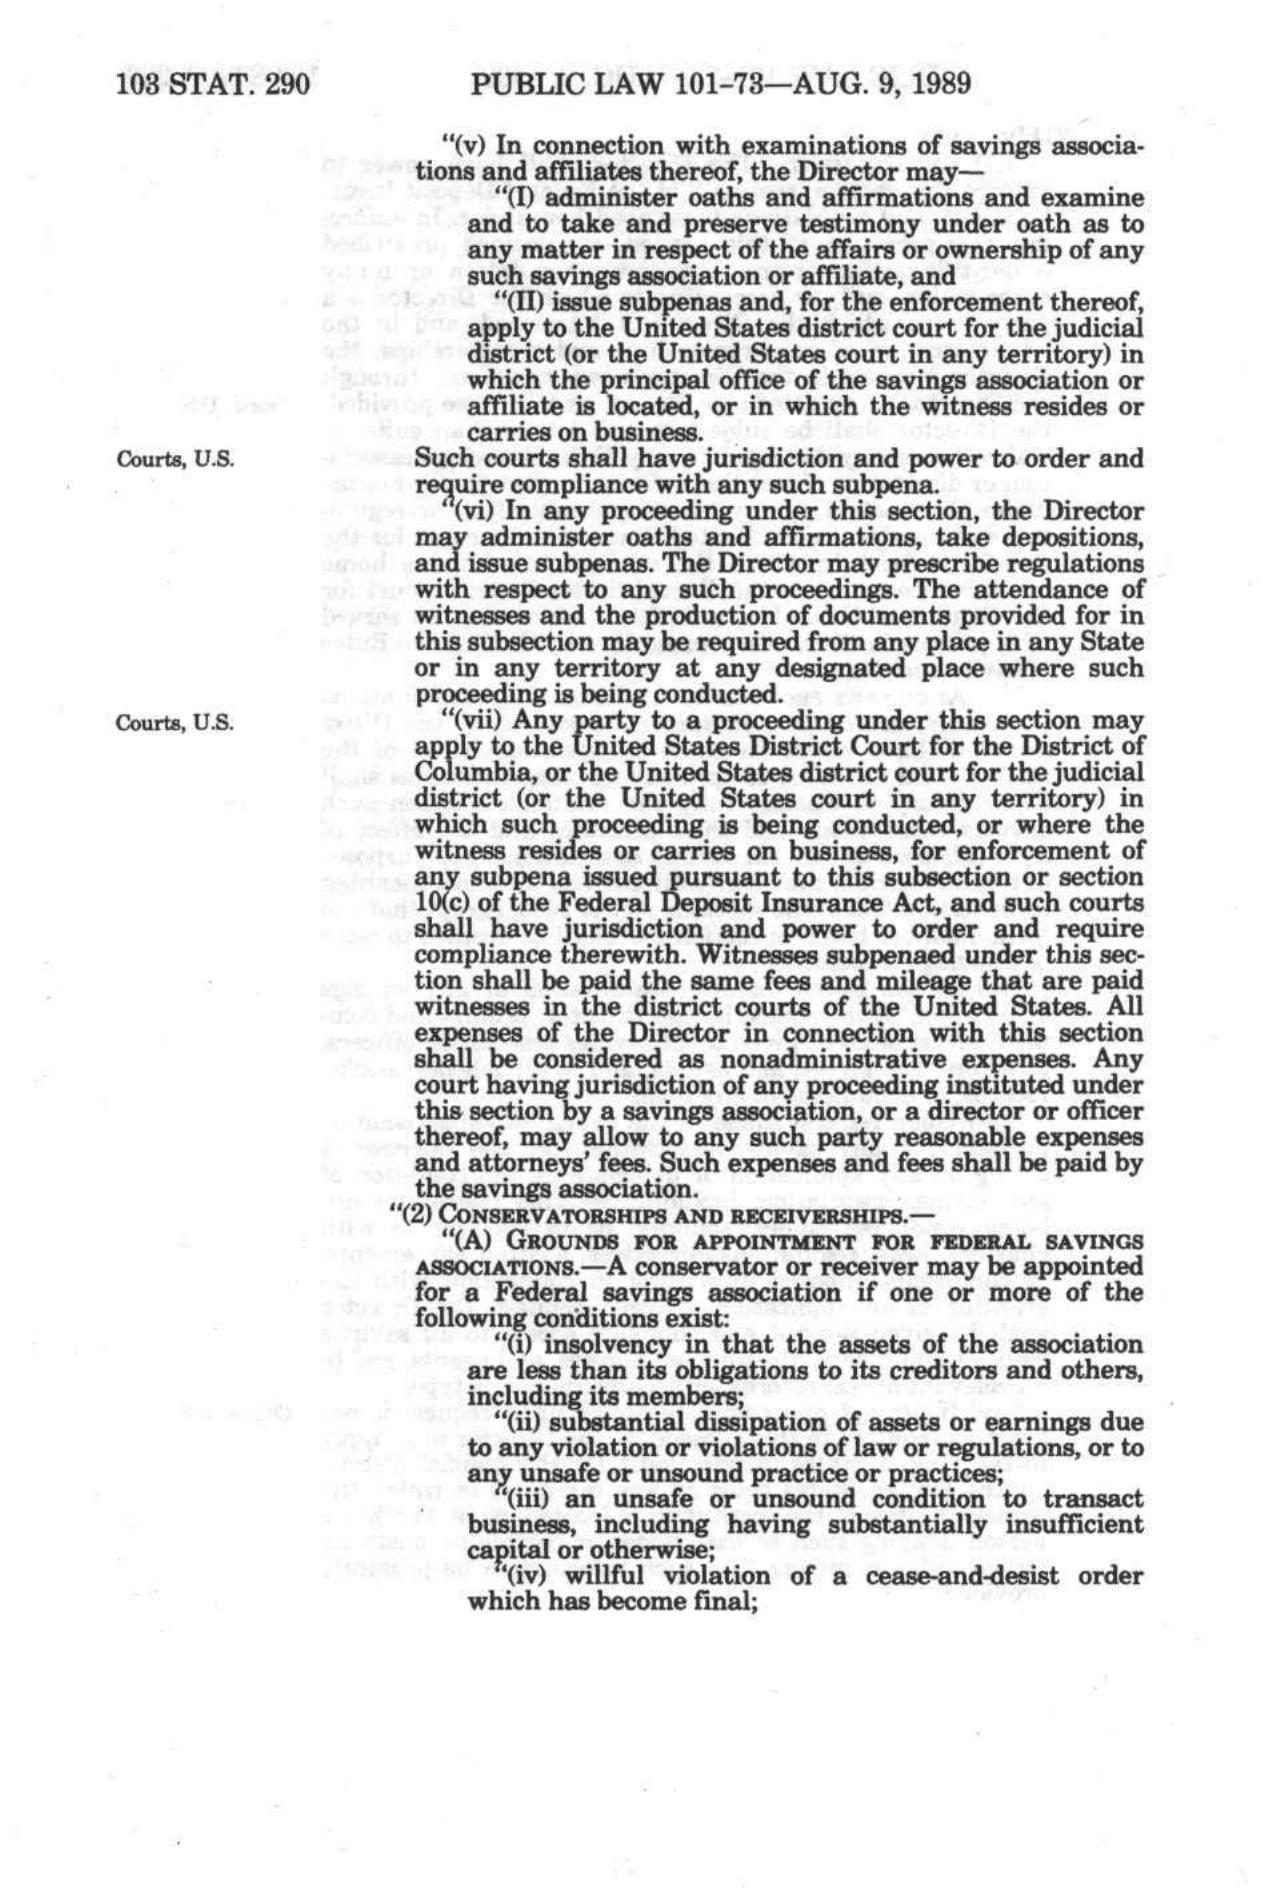 103 STAT. 290
PUBLIC LAW 101-73—AUG. 9, 1989
"(v) In connection with examinations of savings associa-
tions and affiliates thereof, the Director may—
"(I) administer oaths and affirmations and examine
and to take and preserve testimony under oath as to
any matter in respect of the affairs or ownership of any
such savings association or affiliate, and
"(II) issue subpenas and, for the enforcement thereof,
apply to the United States district court for the judicial
district (or the United States court in any territory) in
which the principal office of the savings association or
affiliate is located, or in which the witness resides or
carries on business.
Courts, U.S.
Such courts shall have jurisdiction and power to order and
require compliance with any such subpena.
"(vi) In any proceeding under this section, the Director
may administer oaths and affirmations, take depositions,
and issue subpenas. The Director may prescribe regulations
with respect to any such proceedings. The attendance of
witnesses and the production of documents provided for in
this subsection may be required from any place in any State
or in any territory at any designated place where such
proceeding is being conducted.
Courts, U.S.
"(vii) Any party to a proceeding under this section may
apply to the United States District Court for the District of
Columbia, or the United States district court for the judicial
district (or the United States court in any territory) in
which such proceeding is being conducted, or where the
witness resides or carries on business, for enforcement of
any subpena issued pursuant to this subsection or section
10(c) of the Federal Deposit Insurance Act, and such courts
shall have jurisdiction and power to order and require
compliance therewith. Witnesses subpenaed under this sec-
tion shall be paid the same fees and mileage that are paid
witnesses in the district courts of the United States. All
expenses of the Director in connection with this section
shall be considered as nonadministrative expenses. Any
court having jurisdiction of any proceeding instituted under
this section by a savings association, or a director or officer
thereof, may allow to any such party reasonable expenses
and attorneys' fees. Such expenses and fees shall be paid by
the savings association.
"(2) CONSERVATORSHIPS AND RECEIVERSHIPS.—
"(A) GROUNDS FOR APPOINTMENT FOR FEDERAL SAVINGS
ASSOCIATIONS.—A conservator or receiver may be appointed
for a Federal savings association if one or more of the
following conditions exist:
"(i) insolvency in that the assets of the association
are less than its obligations to its creditors and others,
including its members;
"(ii) substantial dissipation of assets or earnings due
to any violation or violations of law or regulations, or to
any unsafe or unsound practice or practices;
"(iii) an unsafe or unsound condition to transact
business, including having substantially insufficient
capital or otherwise;
"(iv) willful violation of a cease-and-desist order
which has become final;